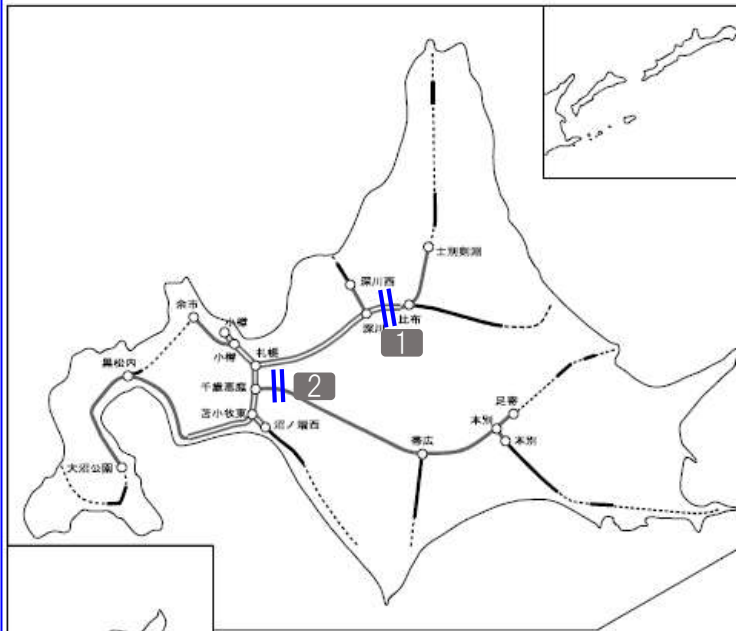 士別剣淵
深川西
深川
比布
1
余市
小樽
小樽
札幌
黒松内
千歳恵庭
2
苫小牧東
沼ノ端西
大沼公園
足寄
本別
本別
帯広